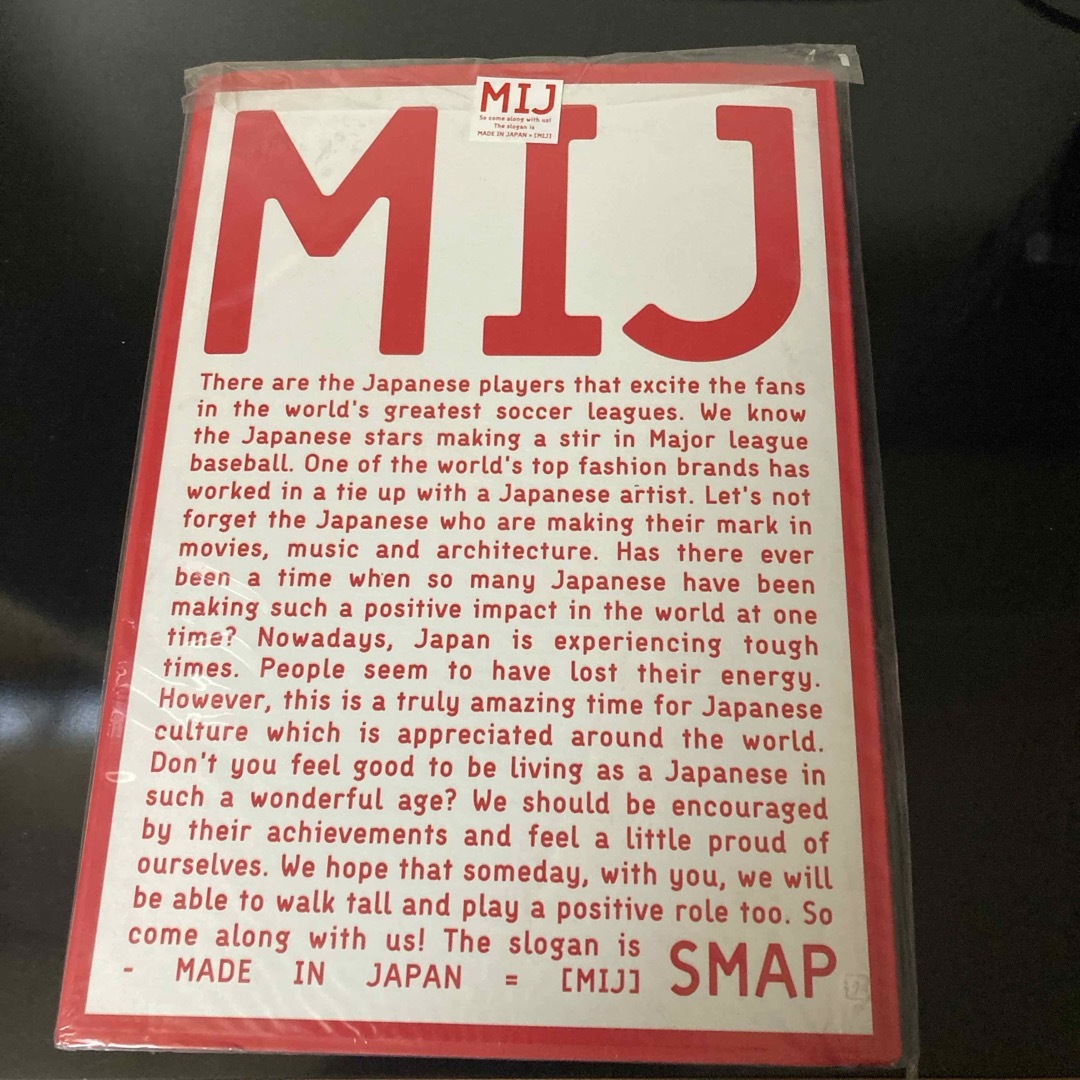 MIJ
So come along with us!
The slogan is
MADE IN JAPAN = [MIJ]
MIJ
There are the Japanese players that excite the fans
in the world's greatest soccer leagues. We know
the Japanese stars making a stir in Major league
baseball. One of the world's top fashion brands has
worked in a tie up with a Japanese artist. Let's not
forget the Japanese who are making their mark in
movies, music and architecture. Has there ever
been a time when so many Japanese have been
making such a positive impact in the world at one
time? Nowadays, Japan is experiencing tough
times. People seem to have lost their energy.
However, this is a truly amazing time for Japanese
culture which is appreciated around the world.
Don't you feel good to be living as a Japanese in
such a wonderful age? We should be encouraged
by their achievements and feel a little proud of
ourselves. We hope that someday, with you, we will
be able to walk tall and play a positive role too. So
come along with us! The slogan is
- MADE IN JAPAN = [MIJ]
SMAP